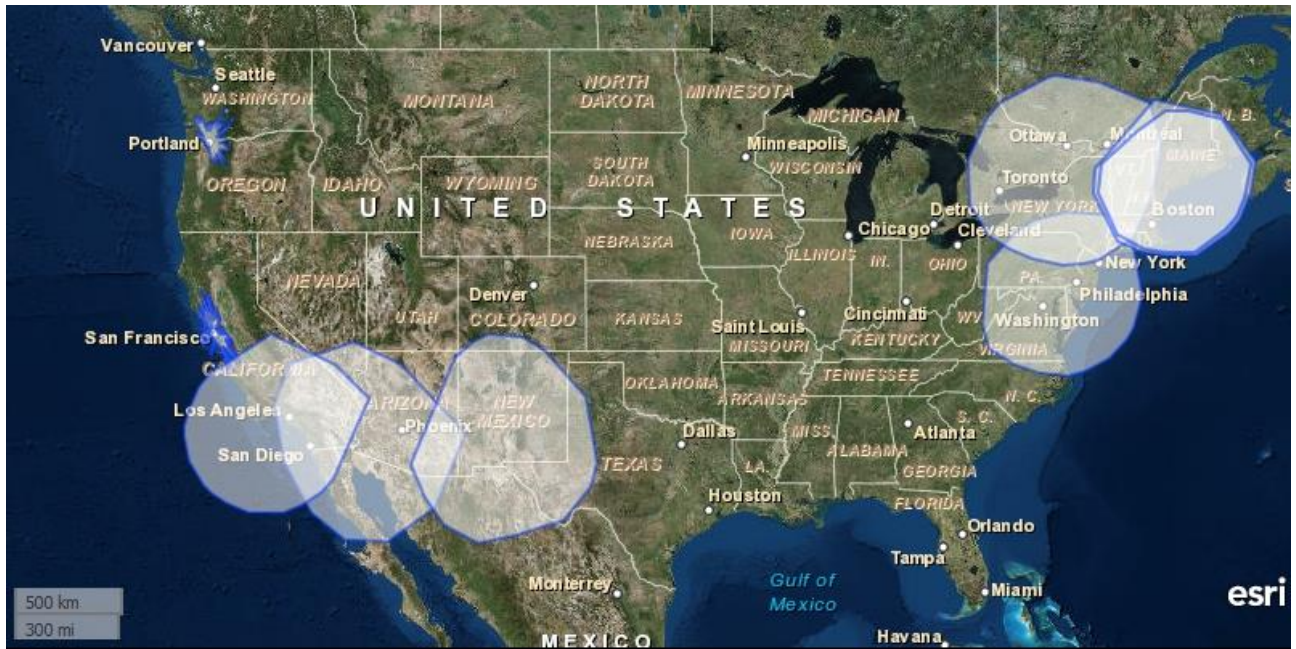 Vancouver
Seattle
WASHINGTON
Portland
OREGON
IDAHO
MONTANA
NORTH
DAKOTA
SOUTH
DAKOTA
MINNESOTA
Minneapolis
WISCONSIN
MICHIGAN
WYOMING
UNITED STATES
NEBRASKA
IOWA
Chicago
Detroit
Cleveland
ILLINOIS
IN.
OHIO
Ottawa
Montréal
Toronto
NEW YORK
VT.
MAINE
N. B.
Boston
New York
PA.
Philadelphia
Washington
NEVADA
UTAH
Denver
COLORADO
KANSAS
Saint Louis
MISSOURI
Cincinnati
KENTUCKY
WV
VIRGINIA
San Francisco
CALIFORNIA
Los Angeles
San Diego
ARIZONA
Phoenix
NEW
MEXICO
OKLAHOMA
ARKANSAS
TENNESSEE
N. C.
S. C.
Atlanta
MISS.
ALABAMA
GEORGIA
Dallas
TEXAS
LA.
Houston
FLORIDA
Orlando
Tampa
Miami
Gulf of
Mexico
Monterrey
MEXICO
Havana
500 km
300 mi
esri